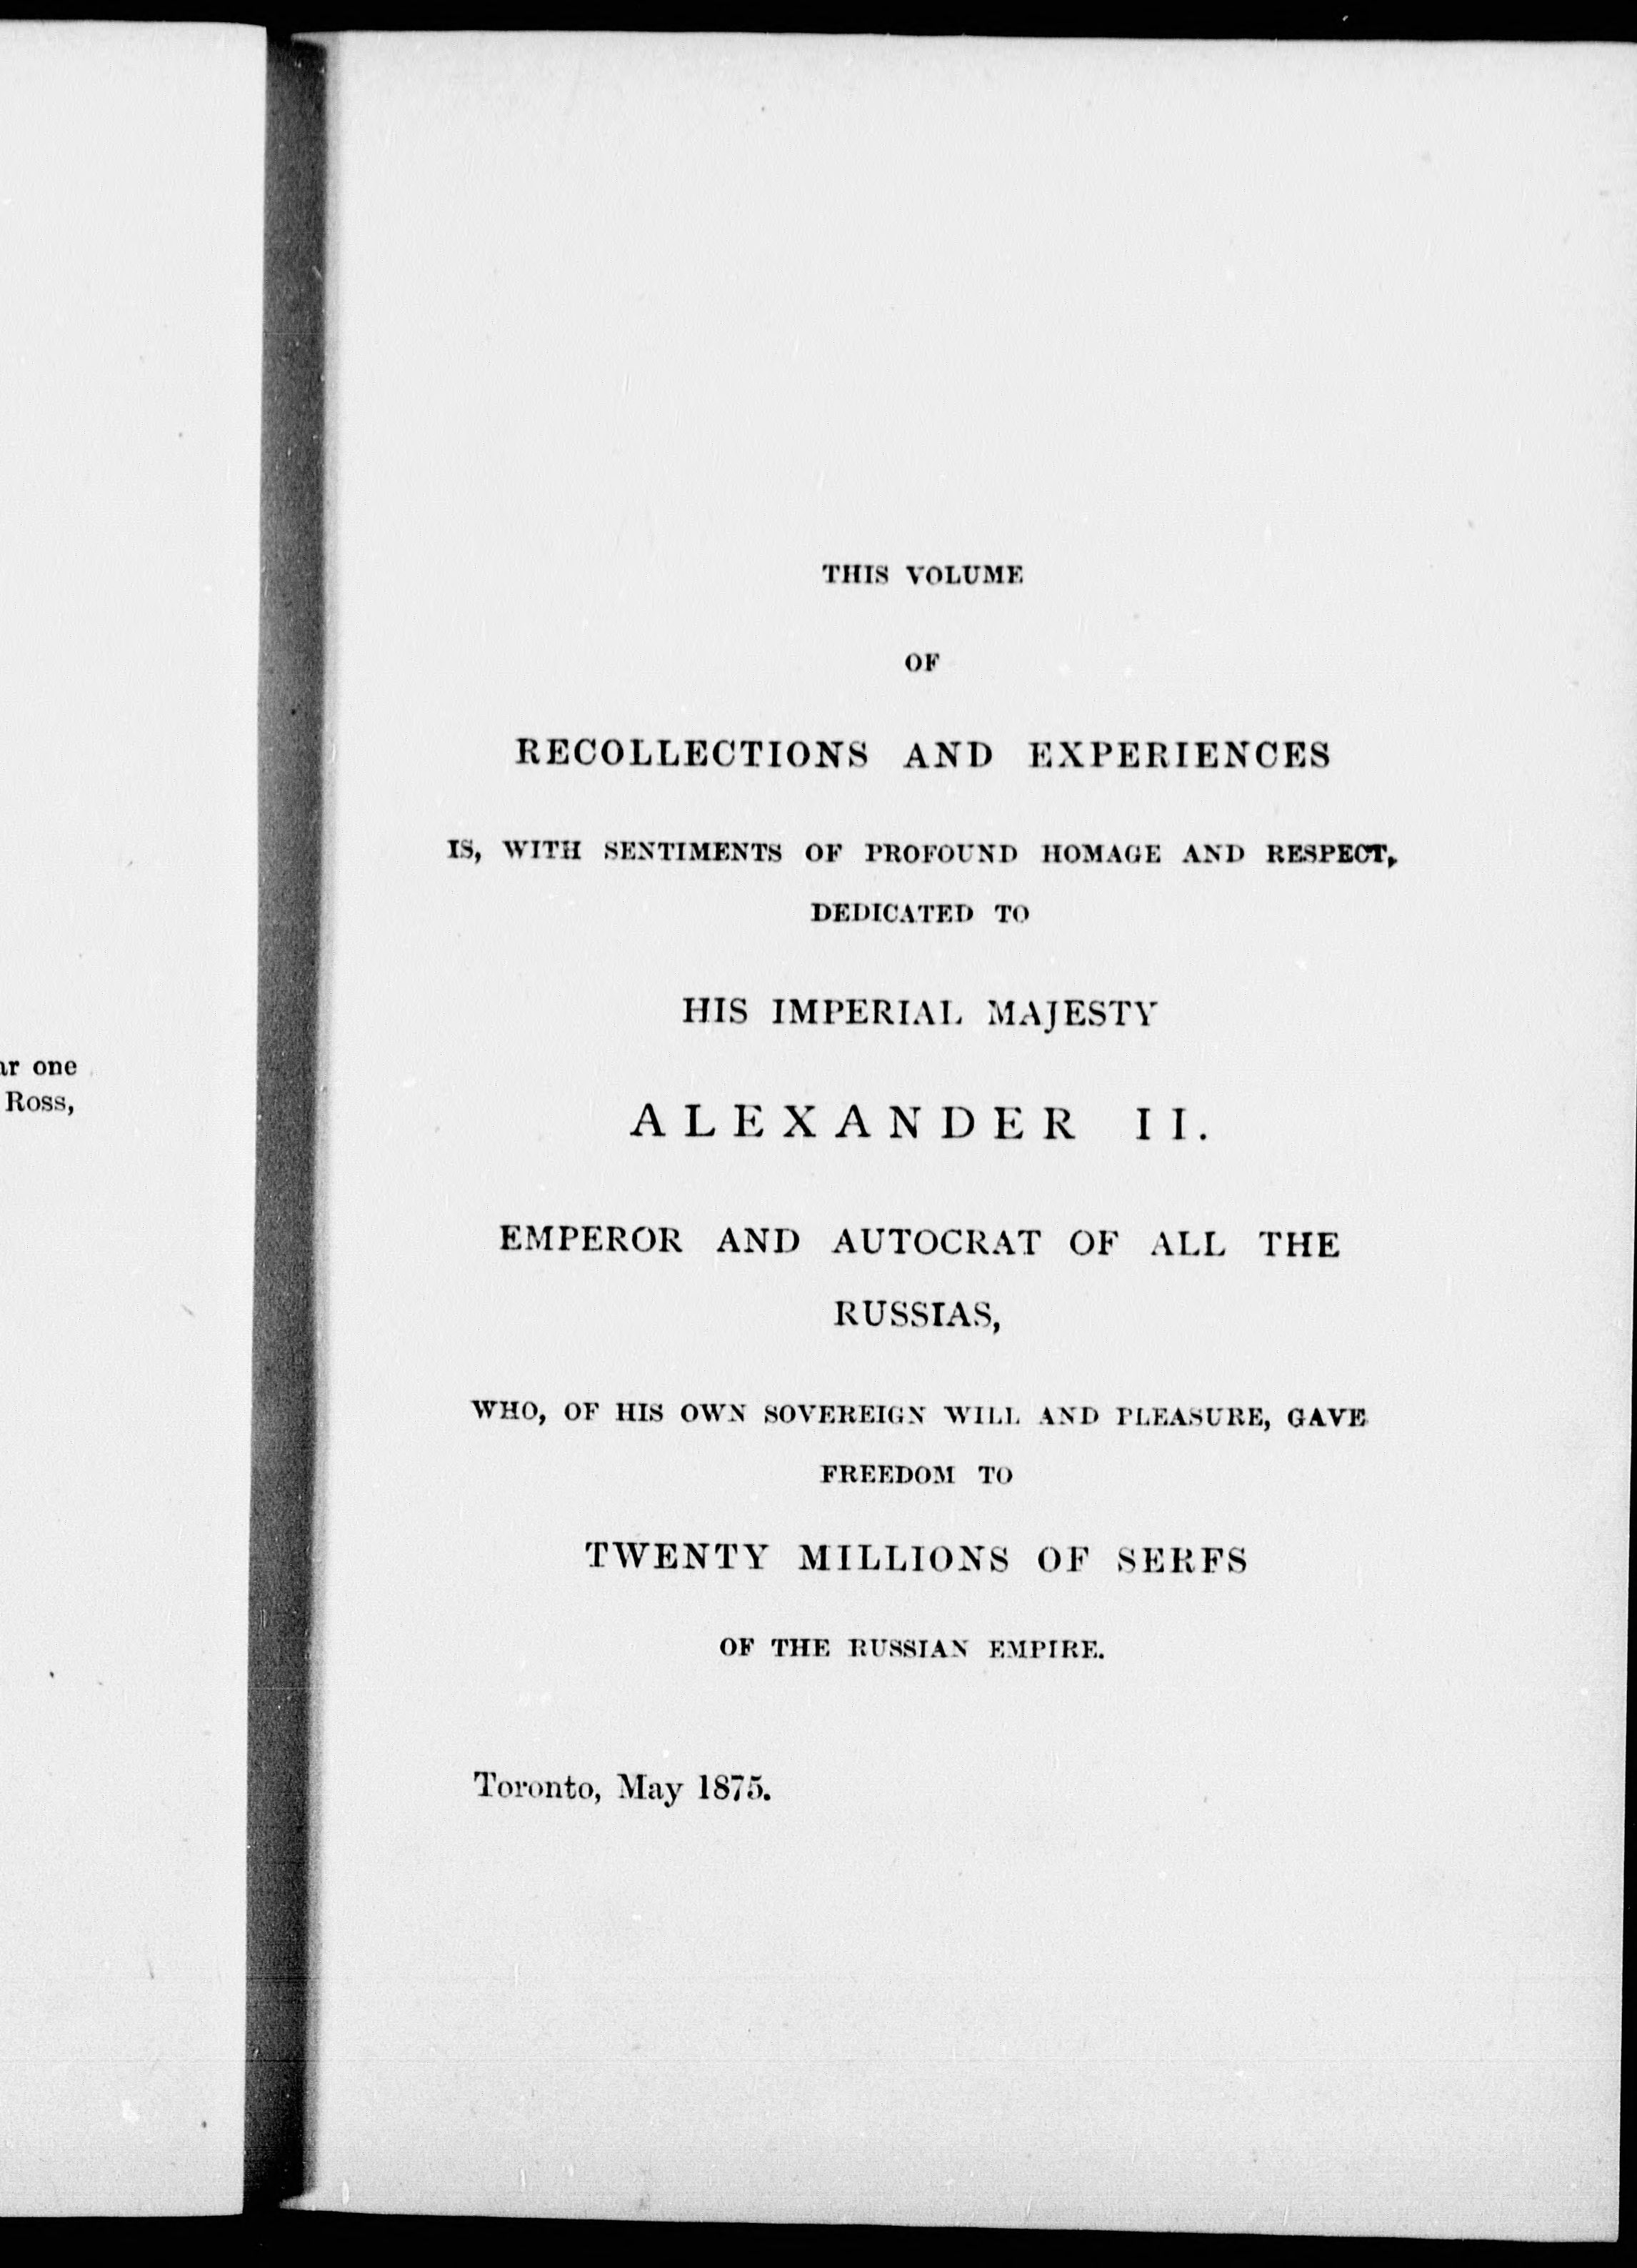 one
Ross,
THIS VOLUME
OF
RECOLLECTIONS AND EXPERIENCES
IS, WITH SENTIMENTS OF PROFOUND HOMAGE AND RESPECT,
DEDICATED TO
HIS IMPERIAL MAJESTY
ALEXANDER II.
EMPEROR AND AUTOCRAT OF ALL THE
RUSSIAS,
WHO, OF HIS OWN SOVEREIGN WILL AND PLEASURE, GAVE
FREEDOM TO
TWENTY MILLIONS OF SERFS
OF THE RUSSIAN EMPIRE.
Toronto, May 1875.